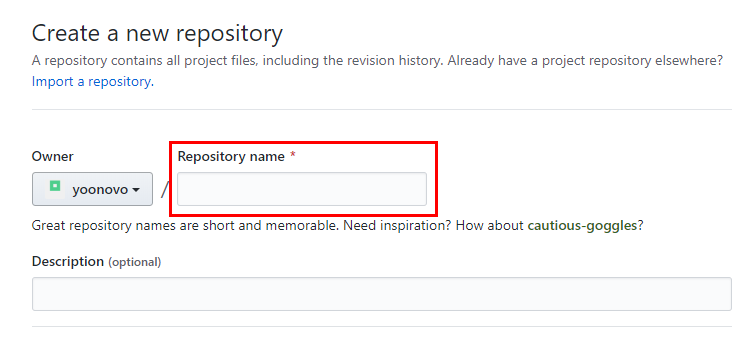 Create a new repository
A repository contains all project files, including the revision history. Already have a project repository elsewhere?
Import a repository.
Owner
Repository name *
yoonovo
/
Great repository names are short and memorable. Need inspiration? How about cautious-goggles?
Description (optional)